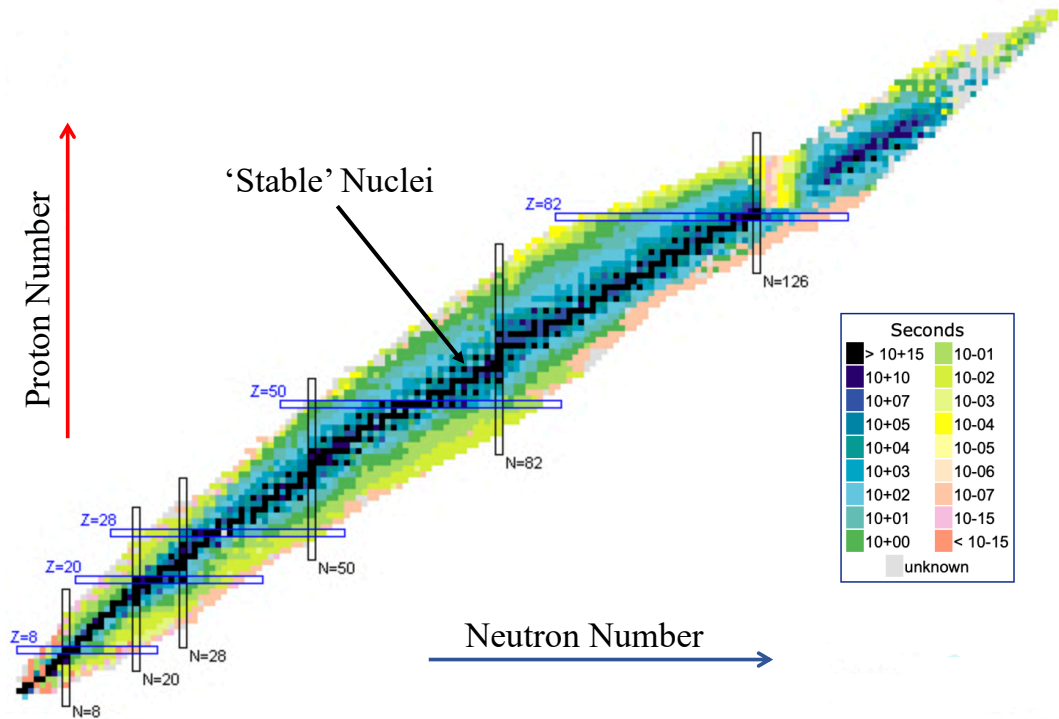 Proton Number
‘Stable’ Nuclei
Z=82
N=126
Z=50
N=82
Z=28
N=50
Z=20
N=28
Z=8
N=20
N=8
Neutron Number
Seconds
> 10+15 10-01
10+10 10-02
10+07 10-03
10+05 10-04
10+04 10-05
10+03 10-06
10+02 10-07
10+01 10-15
10+00 < 10-15
unknown